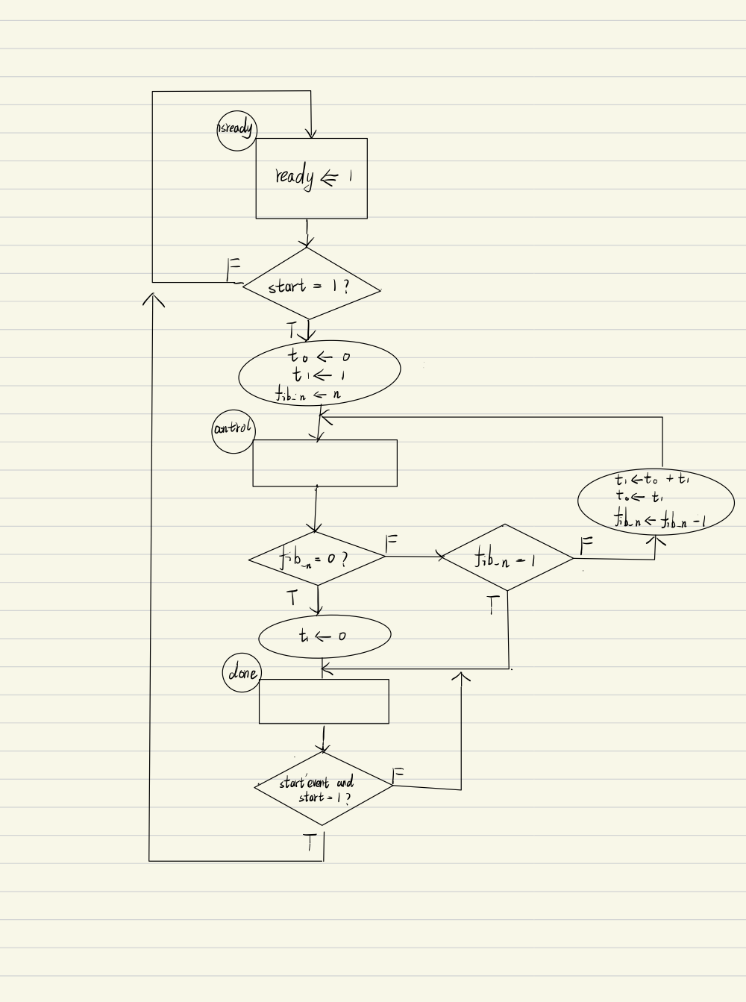 isready
ready ⇐ 1
F
start = 1 ?
T
t₀ ← 0
t₁ ← 1
fib_n ← n
control
t₁ ← t₀ + t₁
t₀ ← t₁
fib_n ← fib_n - 1
fib_n = 0 ?
F
fib_n = 1
F
T
T
t₁ ← 0
done
start'event and
start = 1 ?
F
T